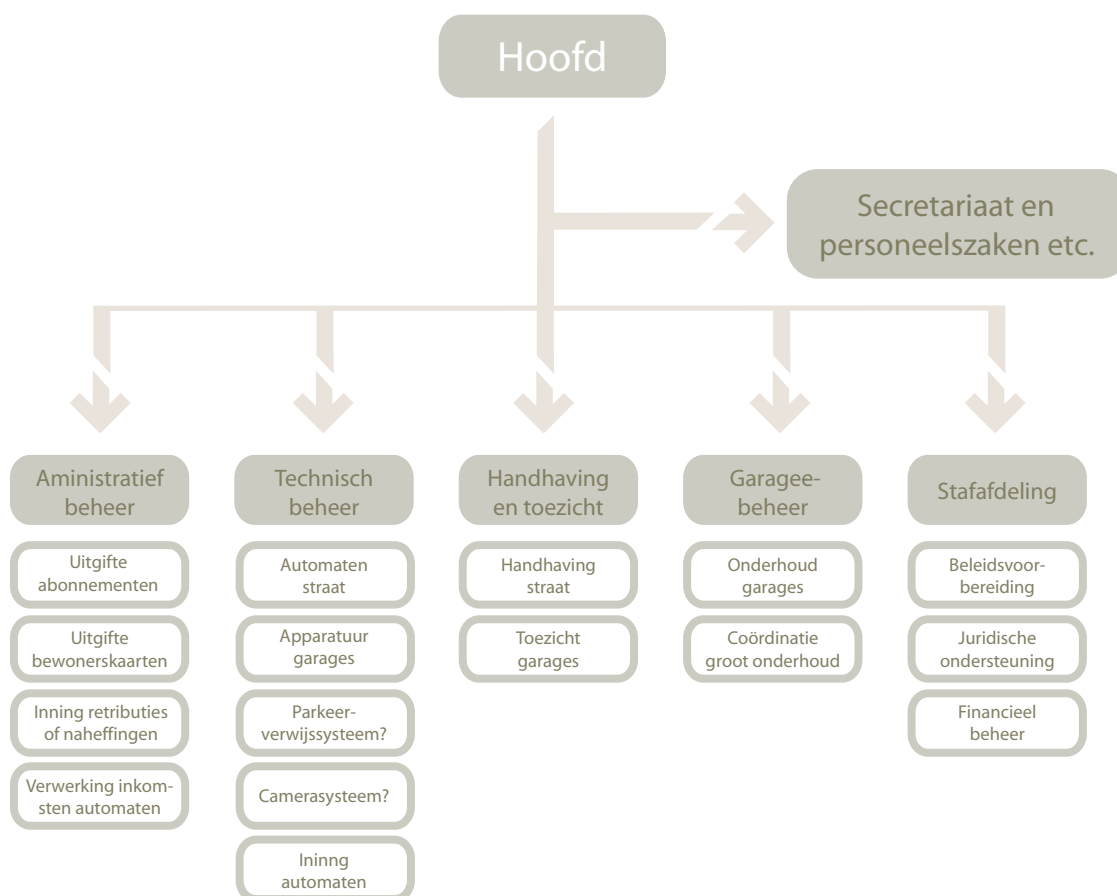 Hoofd
Secretariaat en
personeelszaken etc.
Aministratief
beheer
Uitgifte
abonnementen
Uitgifte
bewonerskaarten
Inning retributies
of naheffingen
Verwerking inkom-
sten automaten
Technisch
beheer
Automaten
straat
Apparatuur
garages
Parkeer-
verwijssysteem?
Camerasysteem?
Ininng
automaten
Handhaving
en toezicht
Handhaving
straat
Toezicht
garages
Garagee-
beheer
Onderhoud
garages
Coördinatie
groot onderhoud
Stafafdeling
Beleidsvoor-
bereiding
Juridische
ondersteuning
Financieel
beheer